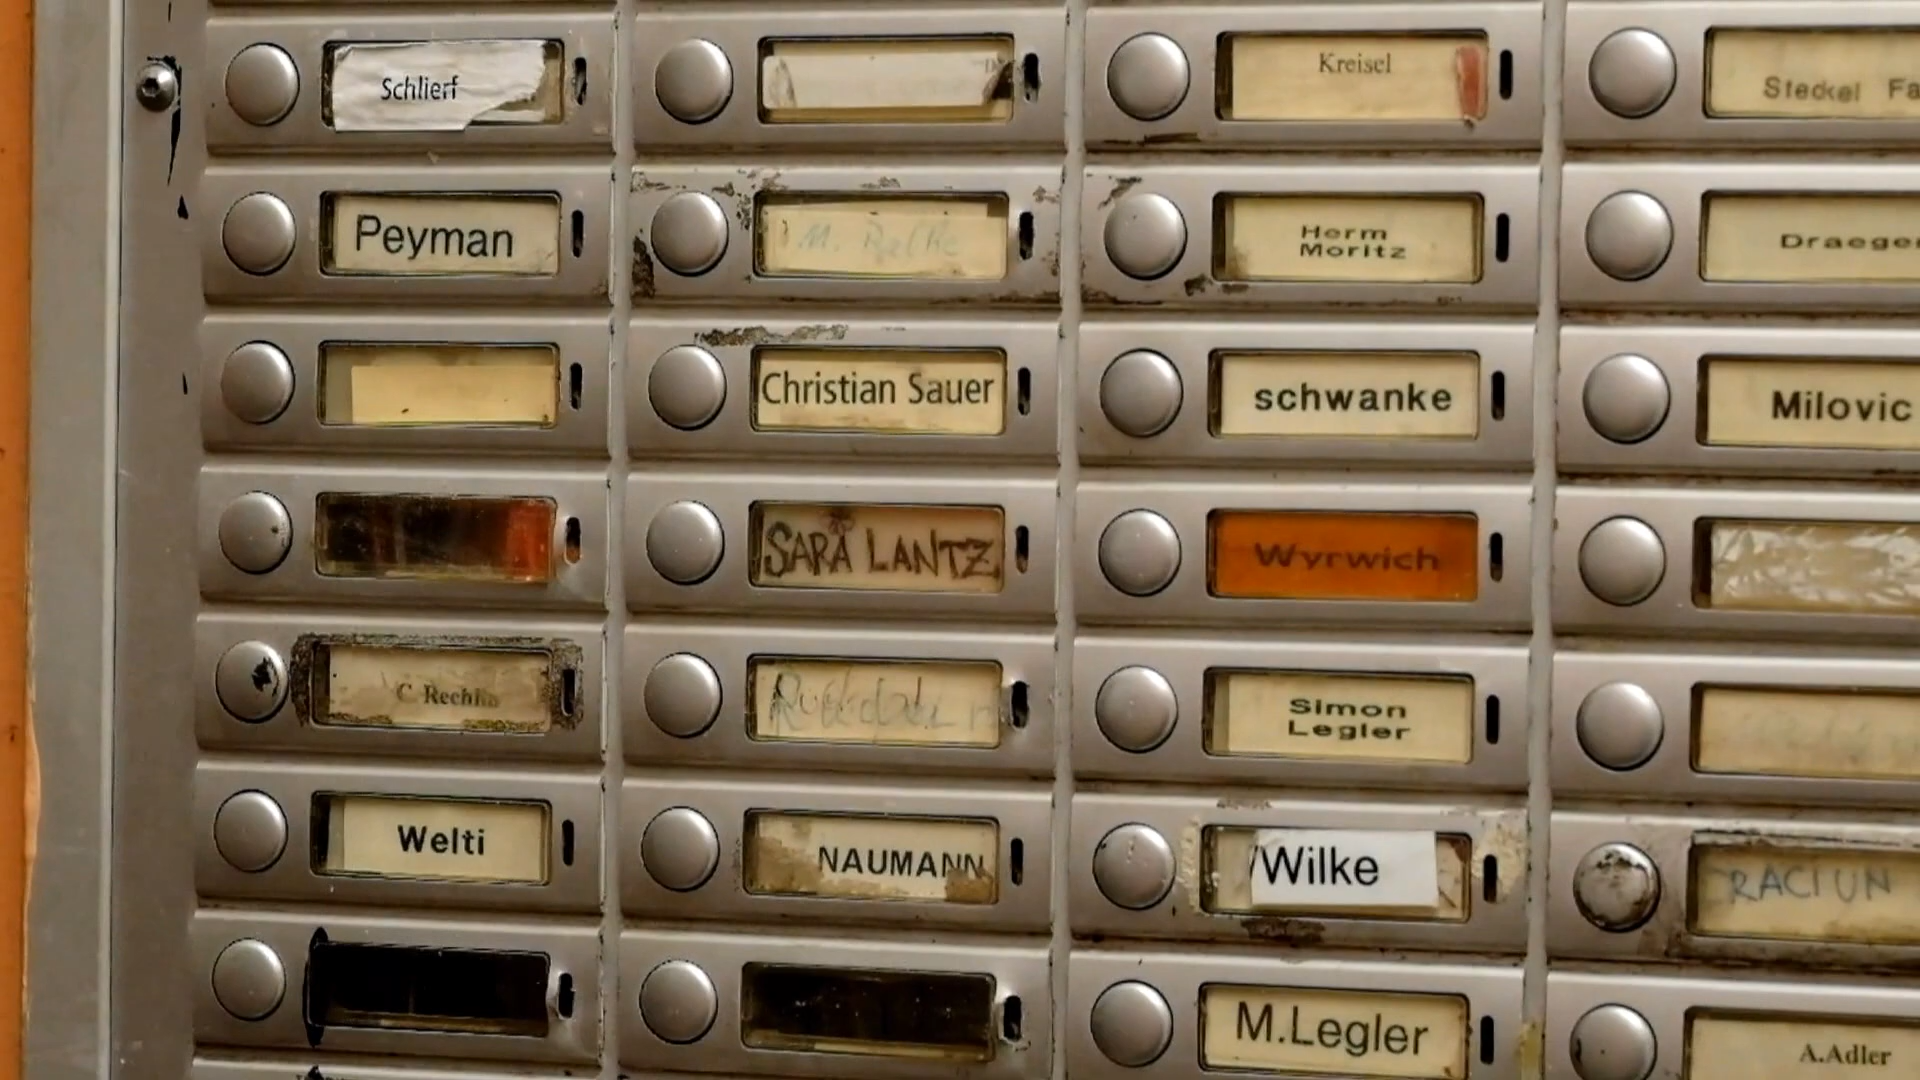 Schlierf
Kreisel
Steckel Fa
Peyman
Herm
Moritz
Draeger
Christian Sauer
schwanke
Milovic
SARA LANTZ
Wyrwich
C Rechlin
Simon
Legler
Welti
NAUMANN
Wilke
RACIUN
M.Legler
A.Adler